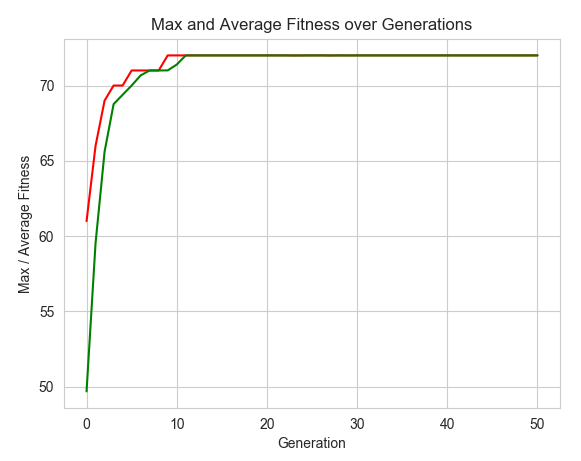 Max and Average Fitness over Generations
Max / Average Fitness
70
65
60
55
50
0 10 20 30 40 50
Generation